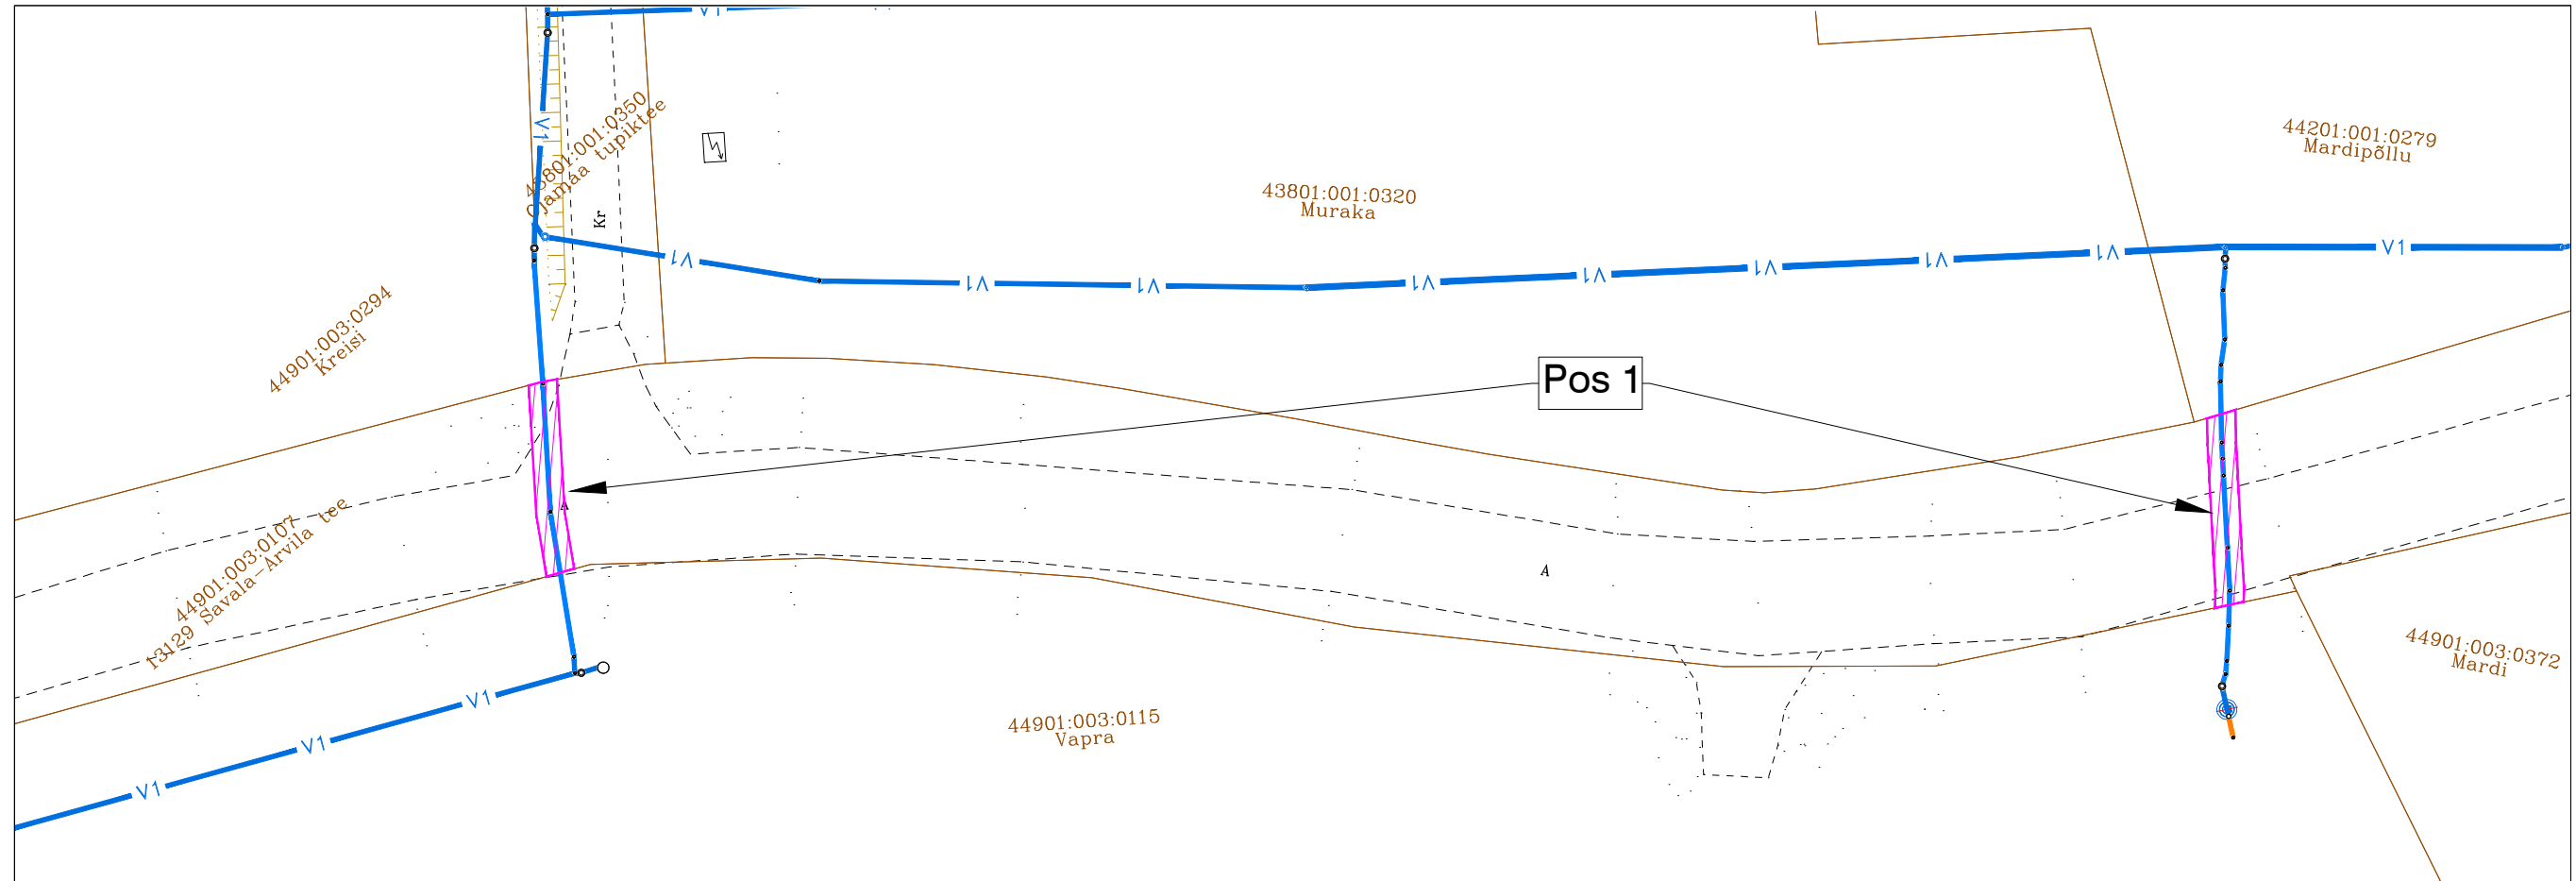 V1
V1
43801:001:0350
Ojamaa tupiktee
Kr
44201:001:0279
Mardipõllu
43801:001:0320
Muraka
V1
V1
V1
V1
V1
V1
V1
V1
V1
44901:003:0294
Kreisi
Pos 1
A
44901:003:0107
13129 Savala-Arvila tee
A
44901:003:0372
Mardi
V1
V1
V1
44901:003:0115
Vapra